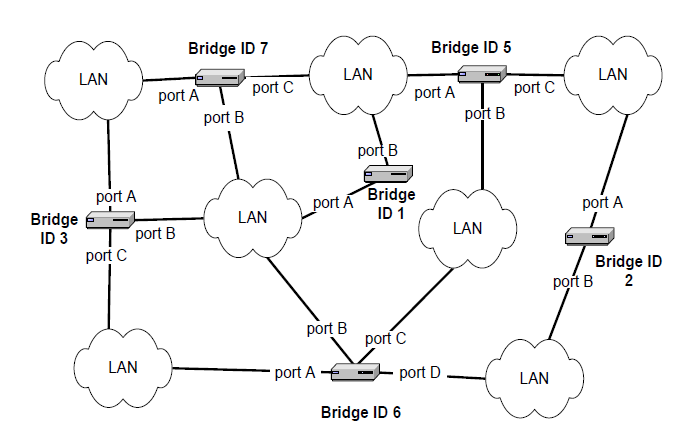 Bridge ID 7
Bridge ID 5
LAN
LAN
LAN
port A
port C
port A
port C
port B
port B
port B
port A
port A
port A
Bridge
ID 1
Bridge
ID 3
port B
LAN
LAN
port C
Bridge ID
2
port B
port B
port C
LAN
port A
port D
LAN
Bridge ID 6